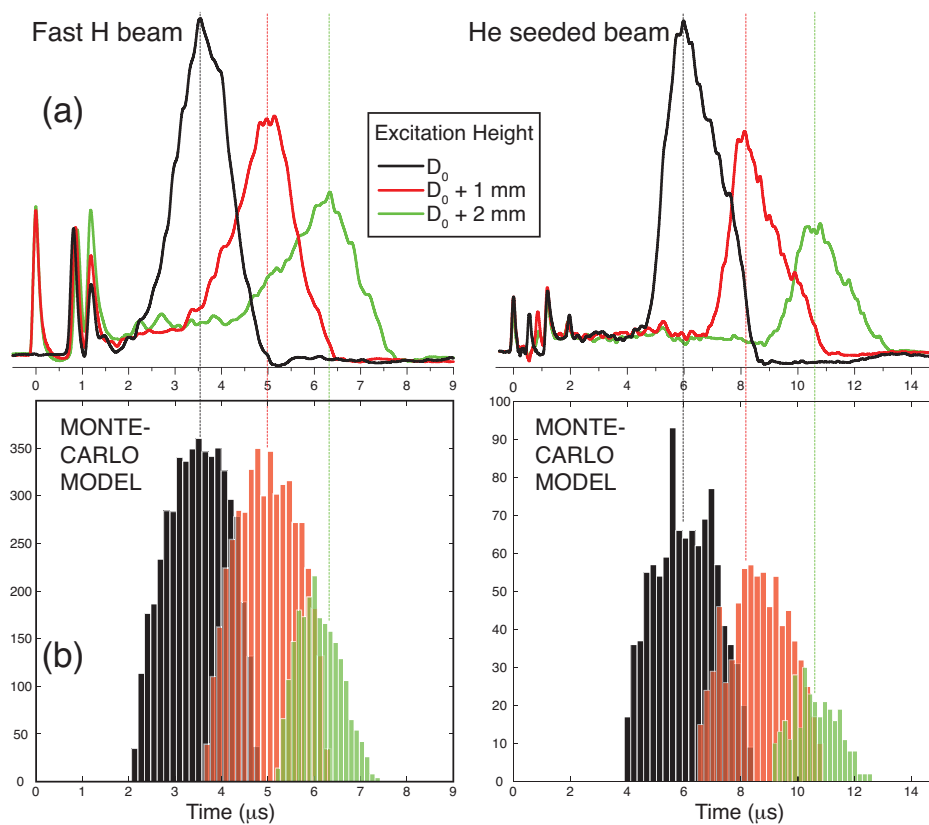 Fast H beam
He seeded beam
(a)
Excitation Height
D₀
D₀ + 1 mm
D₀ + 2 mm
0 1 2 3 4 5 6 7 8 9
0 2 4 6 8 10 12 14
MONTE-
CARLO
MODEL
350
300
250
200
150
100
50
0
(b)
0 1 2 3 4 5 6 7 8 9
Time (μs)
MONTE-
CARLO
MODEL
100
90
80
70
60
50
40
30
20
10
0
0 2 4 6 8 10 12 14
Time (μs)